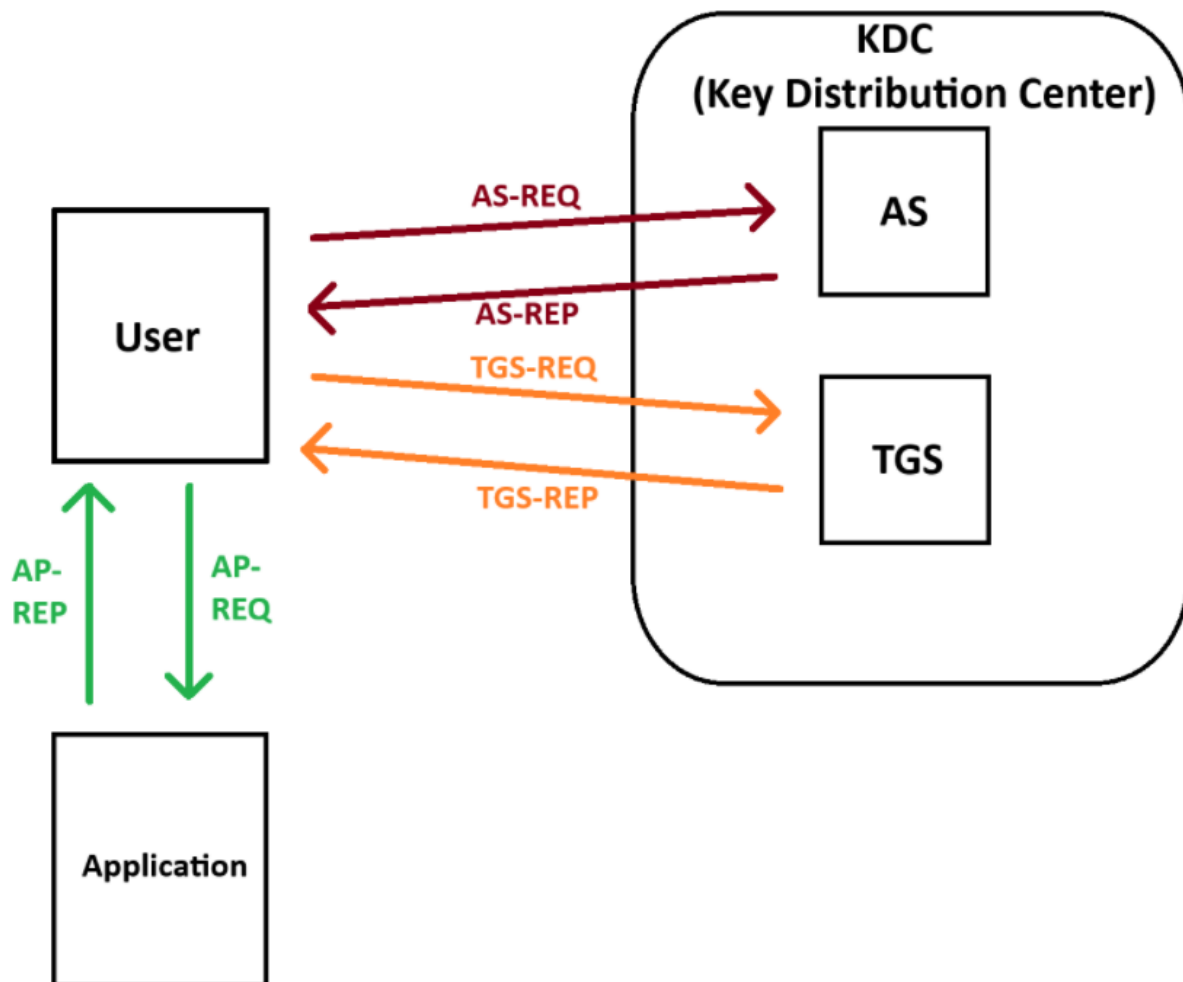 KDC
(Key Distribution Center)
AS-REQ
AS
AS-REP
User
TGS-REQ
TGS
TGS-REP
AP-
REP
AP-
REQ
Application